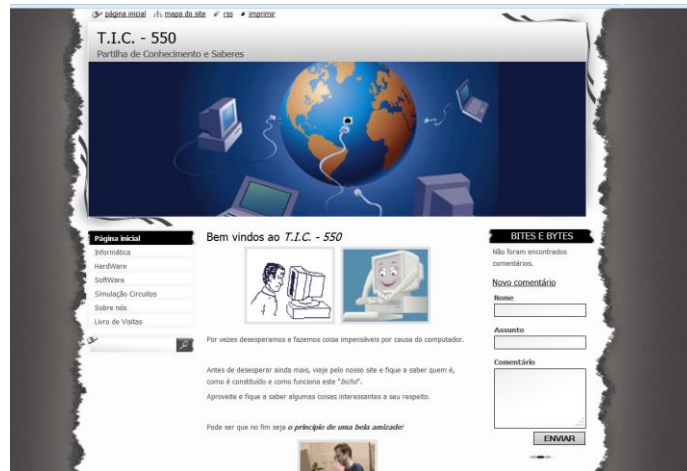 página inicial mapa do site rss imprimir
T.I.C. - 550
Partilha de Conhecimento e Saberes
Página inicial
Informática
HardWare
SoftWare
Simulação Circuitos
Sobre nós
Livro de Visitas
Bem vindos ao T.I.C. - 550
Por vezes desesperamos e fazemos coisa impensáveis por causa do computador.
Antes de desesperar ainda mais, viaje pelo nosso site e fique a saber quem é,
como é constituído e como funciona este "bicho".
Aproveite e fique a saber algumas coisas interessantes a seu respeito.
Pode ser que no fim seja o princípio de uma bela amizade!
BITES E BYTES
Não foram encontrados
comentários.
Novo comentário
Nome
Assunto
Comentário
ENVIAR